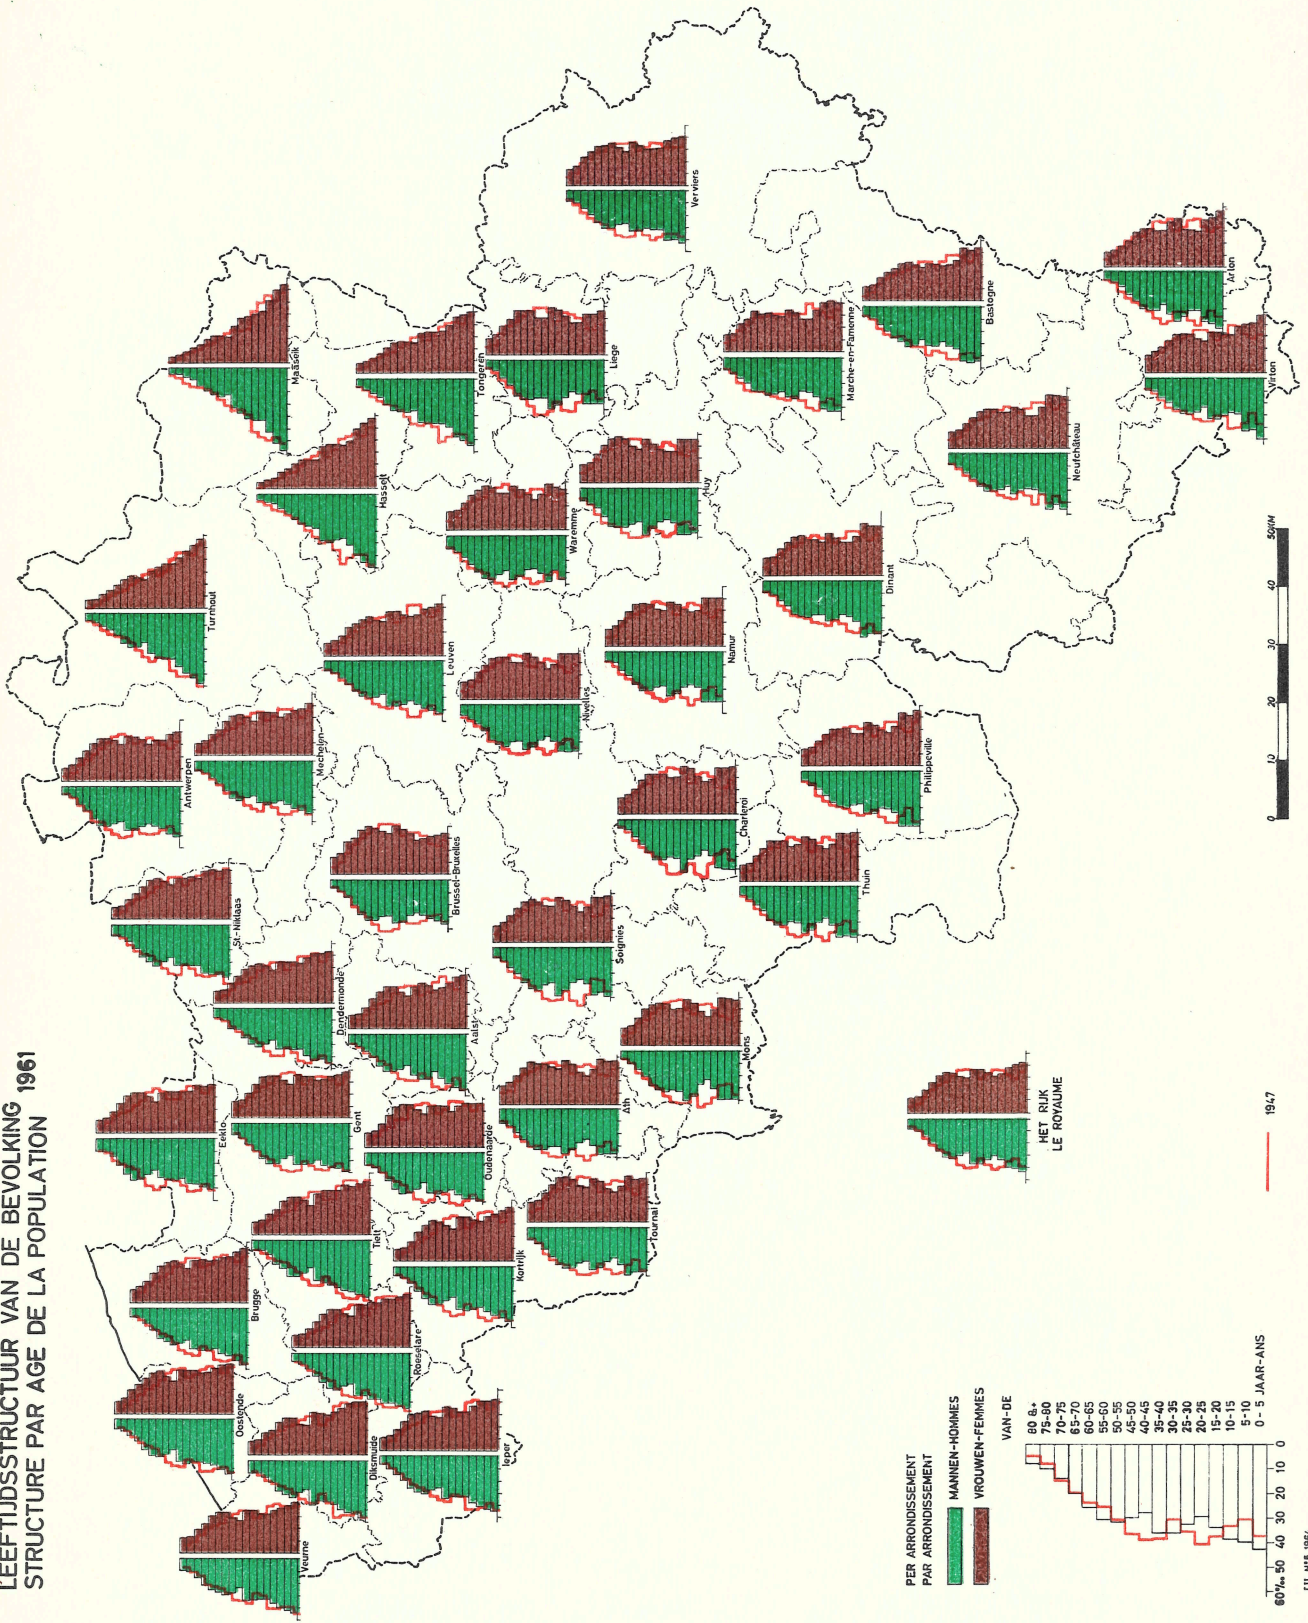 LEEFTIJDSSTRUCTUUR VAN DE BEVOLKING
STRUCTURE PAR AGE DE LA POPULATION 1961
Veurne
Oostende
Diksmuide
Ieper
Brugge
Roeselare
Tielt
Kortrijk
Eeklo
Gent
Oudenaarde
Tournai
Ath
St-Niklaas
Dendermonde
Aalst
Soignies
Mons
Antwerpen
Mechelen
Brussel-Bruxelles
Charleroi
Thuin
Philippeville
Turnhout
Leuven
Nivelles
Namur
Dinant
Maaseik
Hasselt
Tongeren
Waremme
Liège
Huy
Verviers
Marche-en-Famenne
Bastogne
Neufchâteau
Arlon
Virton
HET RIJK
LE ROYAUME
PER ARRONDISSEMENT
PAR ARRONDISSEMENT
MANNEN-HOMMES
VROUWEN-FEMMES
VAN-DE
80 &+
75-80
70-75
65-70
60-65
55-60
50-55
45-50
40-45
35-40
30-35
25-30
20-25
15-20
10-15
5-10
0-5 JAAR-ANS
60‰ 50 40 30 20 10 0
1947
0 10 20 30 40 50KM